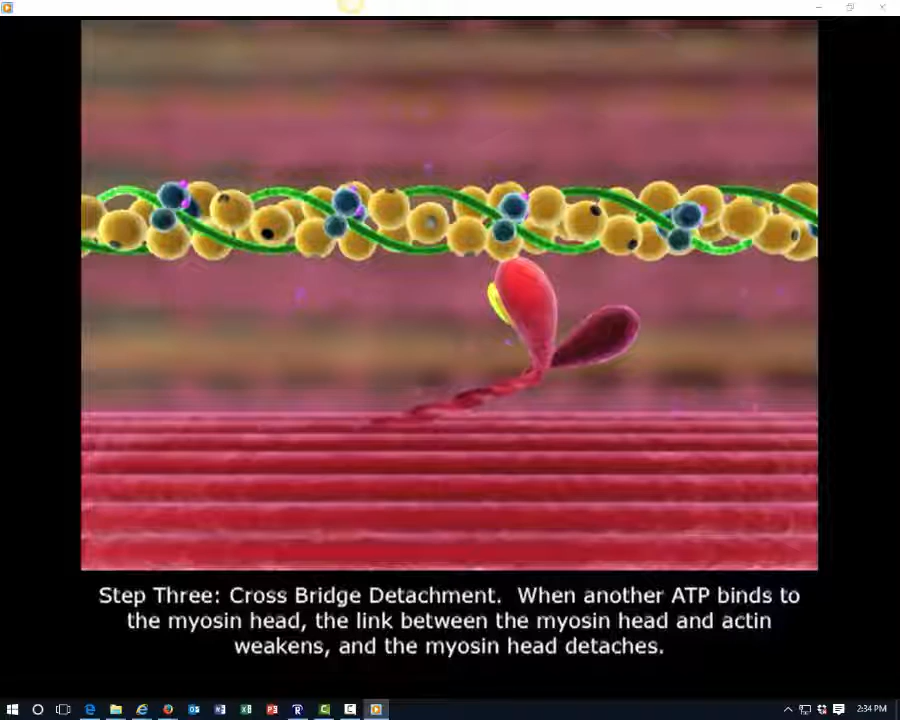 Step Three: Cross Bridge Detachment. When another ATP binds to
the myosin head, the link between the myosin head and actin
weakens, and the myosin head detaches.
2:34 PM